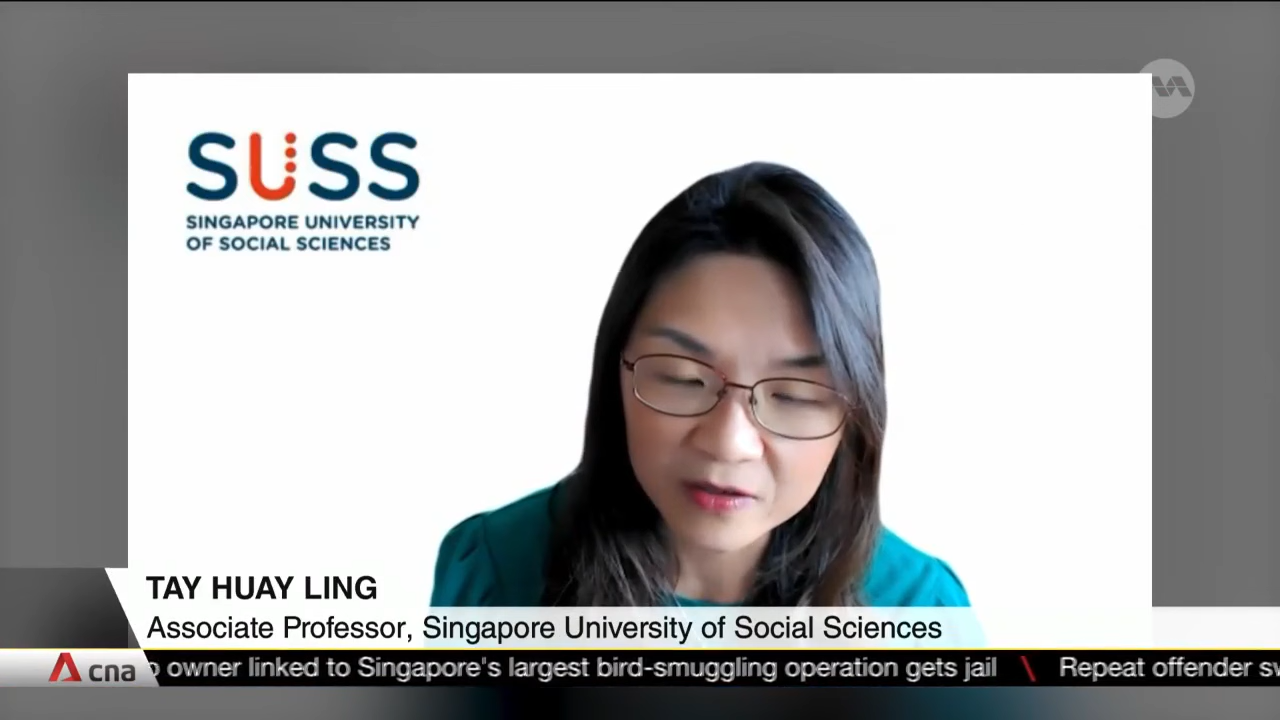 SUSS
SINGAPORE UNIVERSITY
OF SOCIAL SCIENCES
TAY HUAY LING
Associate Professor, Singapore University of Social Sciences
cna owner linked to Singapore's largest bird-smuggling operation gets jail \ Repeat offender